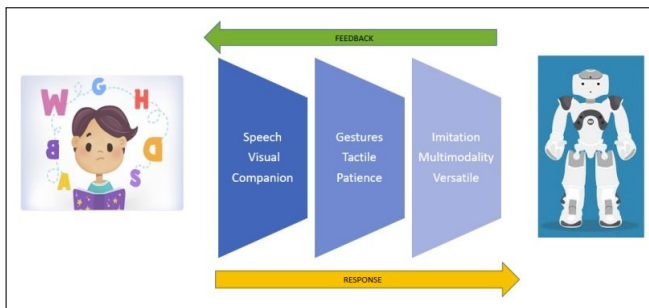 FEEDBACK
W
G
H
B
D
A
S
Speech
Visual
Companion
Gestures
Tactile
Patience
Imitation
Multimodality
Versatile
RESPONSE